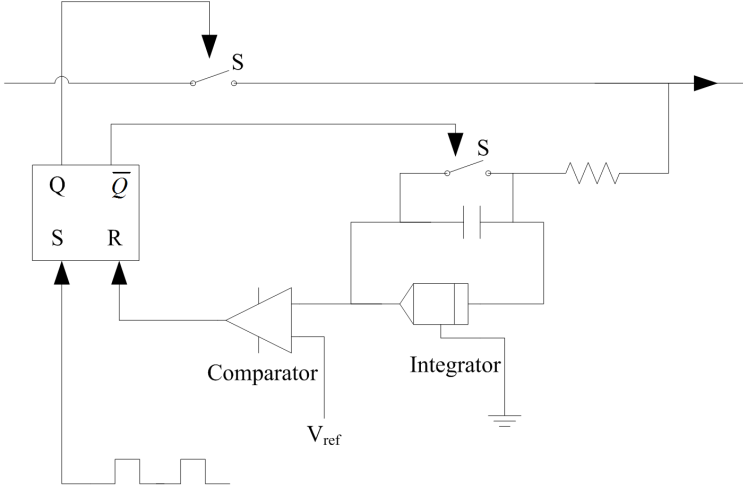 S
S
Q Q̅
S R
Comparator
Integrator
V_ref